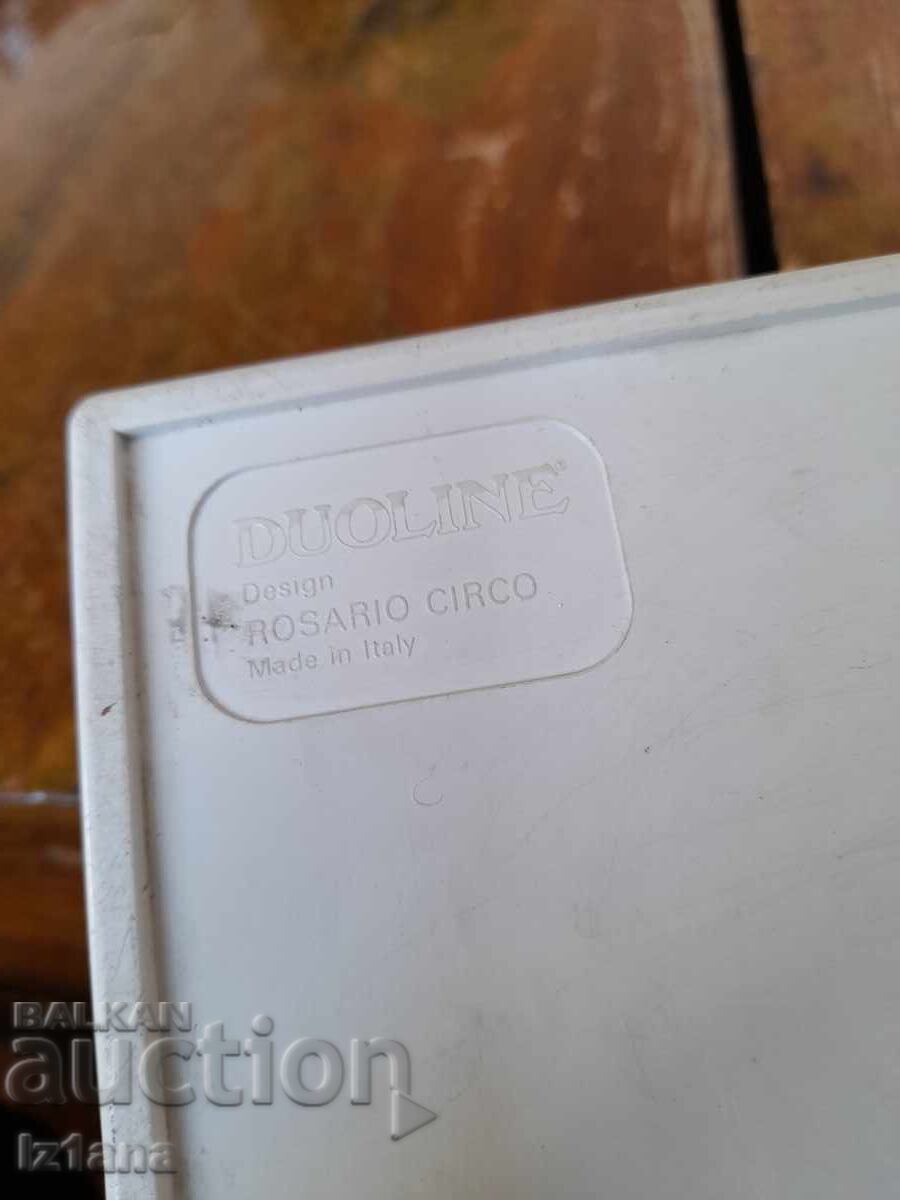 DUOLINE®
Design
ROSARIO CIRCO
Made in Italy
BALKAN
auction
Iz1ana